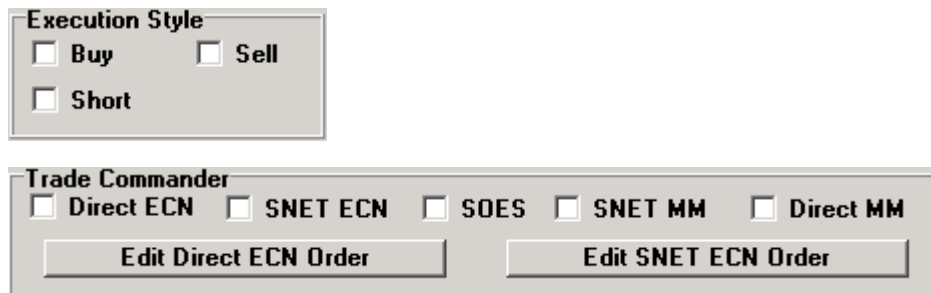 Execution Style
Buy Sell
Short
Trade Commander
Direct ECN SNET ECN SOES SNET MM Direct MM
Edit Direct ECN Order Edit SNET ECN Order